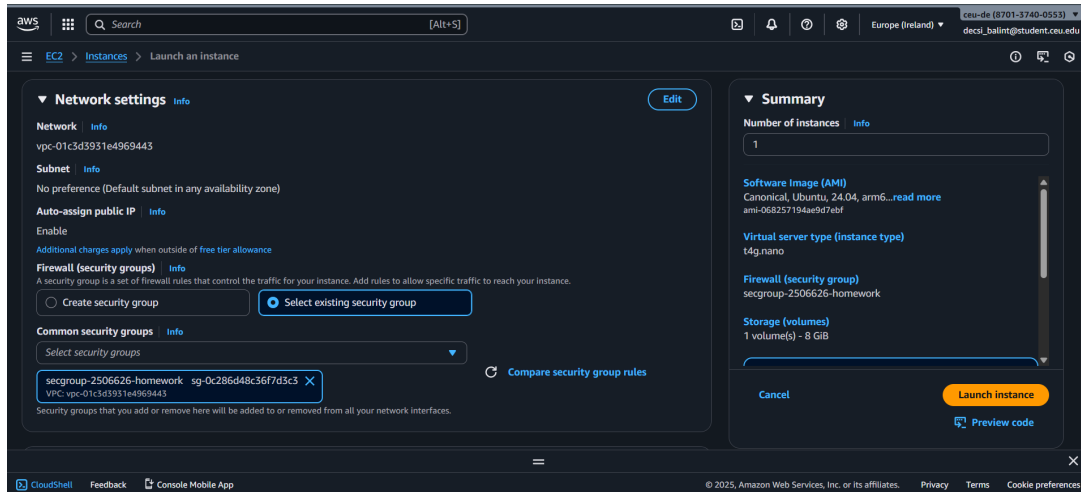 aws
Search [Alt+S]
Europe (Ireland) ▼
ceu-de (8701-3740-0553) ▼
decsi_balint@student.ceu.edu
EC2 > Instances > Launch an instance
▼ Network settings Info
Edit
Network Info
vpc-01c3d3931e4969443
Subnet Info
No preference (Default subnet in any availability zone)
Auto-assign public IP Info
Enable
Additional charges apply when outside of free tier allowance
Firewall (security groups) Info
A security group is a set of firewall rules that control the traffic for your instance. Add rules to allow specific traffic to reach your instance.
Create security group
Select existing security group
Common security groups Info
Select security groups
secgroup-2506626-homework sg-0c286d48c36f7d3c3 X
VPC: vpc-01c3d3931e4969443
Compare security group rules
Security groups that you add or remove here will be added to or removed from all your network interfaces.
▼ Summary
Number of instances Info
1
Software Image (AMI)
Canonical, Ubuntu, 24.04, arm6...read more
ami-068257194ae9d7ebf
Virtual server type (instance type)
t4g.nano
Firewall (security group)
secgroup-2506626-homework
Storage (volumes)
1 volume(s) - 8 GiB
Cancel
Launch instance
Preview code
CloudShell Feedback Console Mobile App
© 2025, Amazon Web Services, Inc. or its affiliates. Privacy Terms Cookie preferences